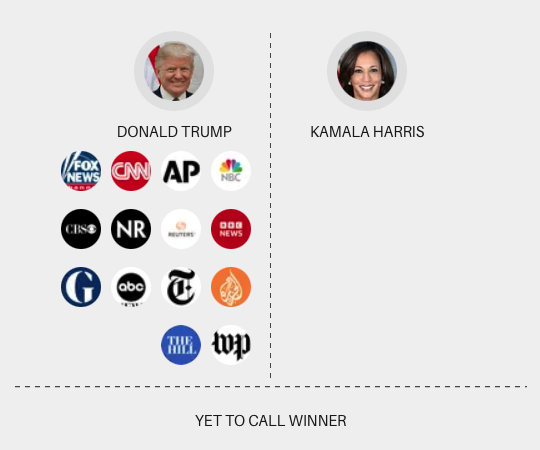 DONALD TRUMP
KAMALA HARRIS
FOX
NEWS
CNN
AP
NBC
CBS
NR
REUTERS
BBC
NEWS
G
abc
T
THE
HILL
wp
YET TO CALL WINNER